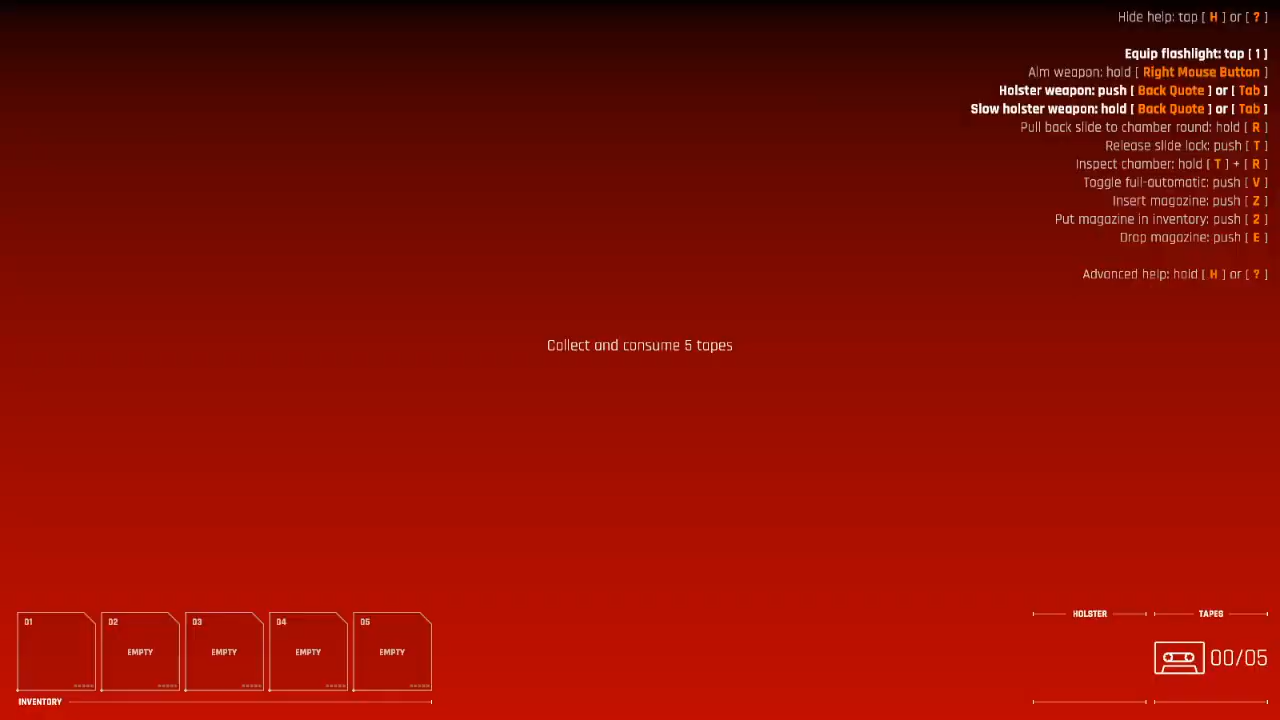 Hide help: tap [ H ] or [ ? ]
Equip flashlight: tap [ 1 ]
Aim weapon: hold [ Right Mouse Button ]
Holster weapon: push [ Back Quote ] or [ Tab ]
Slow holster weapon: hold [ Back Quote ] or [ Tab ]
Pull back slide to chamber round: hold [ R ]
Release slide lock: push [ T ]
Inspect chamber: hold [ T ] + [ R ]
Toggle full-automatic: push [ V ]
Insert magazine: push [ Z ]
Put magazine in inventory: push [ 2 ]
Drop magazine: push [ E ]
Advanced help: hold [ H ] or [ ? ]
Collect and consume 5 tapes
01 02 03 04 05
EMPTY EMPTY EMPTY EMPTY
INVENTORY
HOLSTER TAPES
00/05